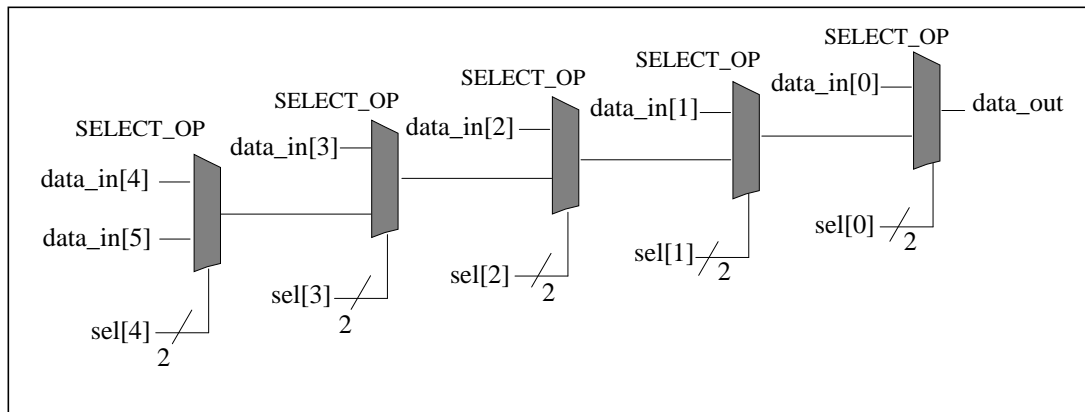 SELECT_OP
data_in[4]
data_in[5]
sel[4]
2
SELECT_OP
data_in[3]
sel[3]
2
SELECT_OP
data_in[2]
sel[2]
2
SELECT_OP
data_in[1]
sel[1]
2
SELECT_OP
data_in[0]
sel[0]
2
data_out